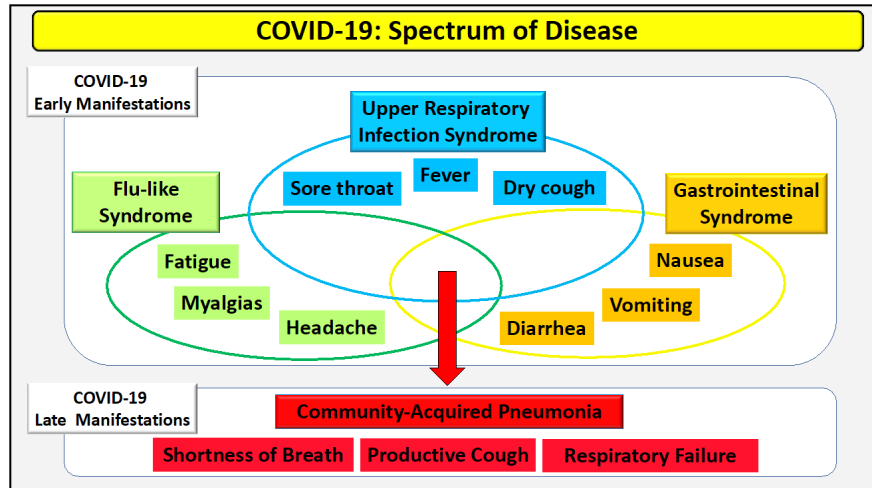 COVID-19: Spectrum of Disease
COVID-19
Early Manifestations
Upper Respiratory
Infection Syndrome
Fever
Sore throat
Dry cough
Flu-like
Syndrome
Gastrointestinal
Syndrome
Fatigue
Nausea
Myalgias
Vomiting
Headache
Diarrhea
COVID-19
Late Manifestations
Community-Acquired Pneumonia
Shortness of Breath
Productive Cough
Respiratory Failure